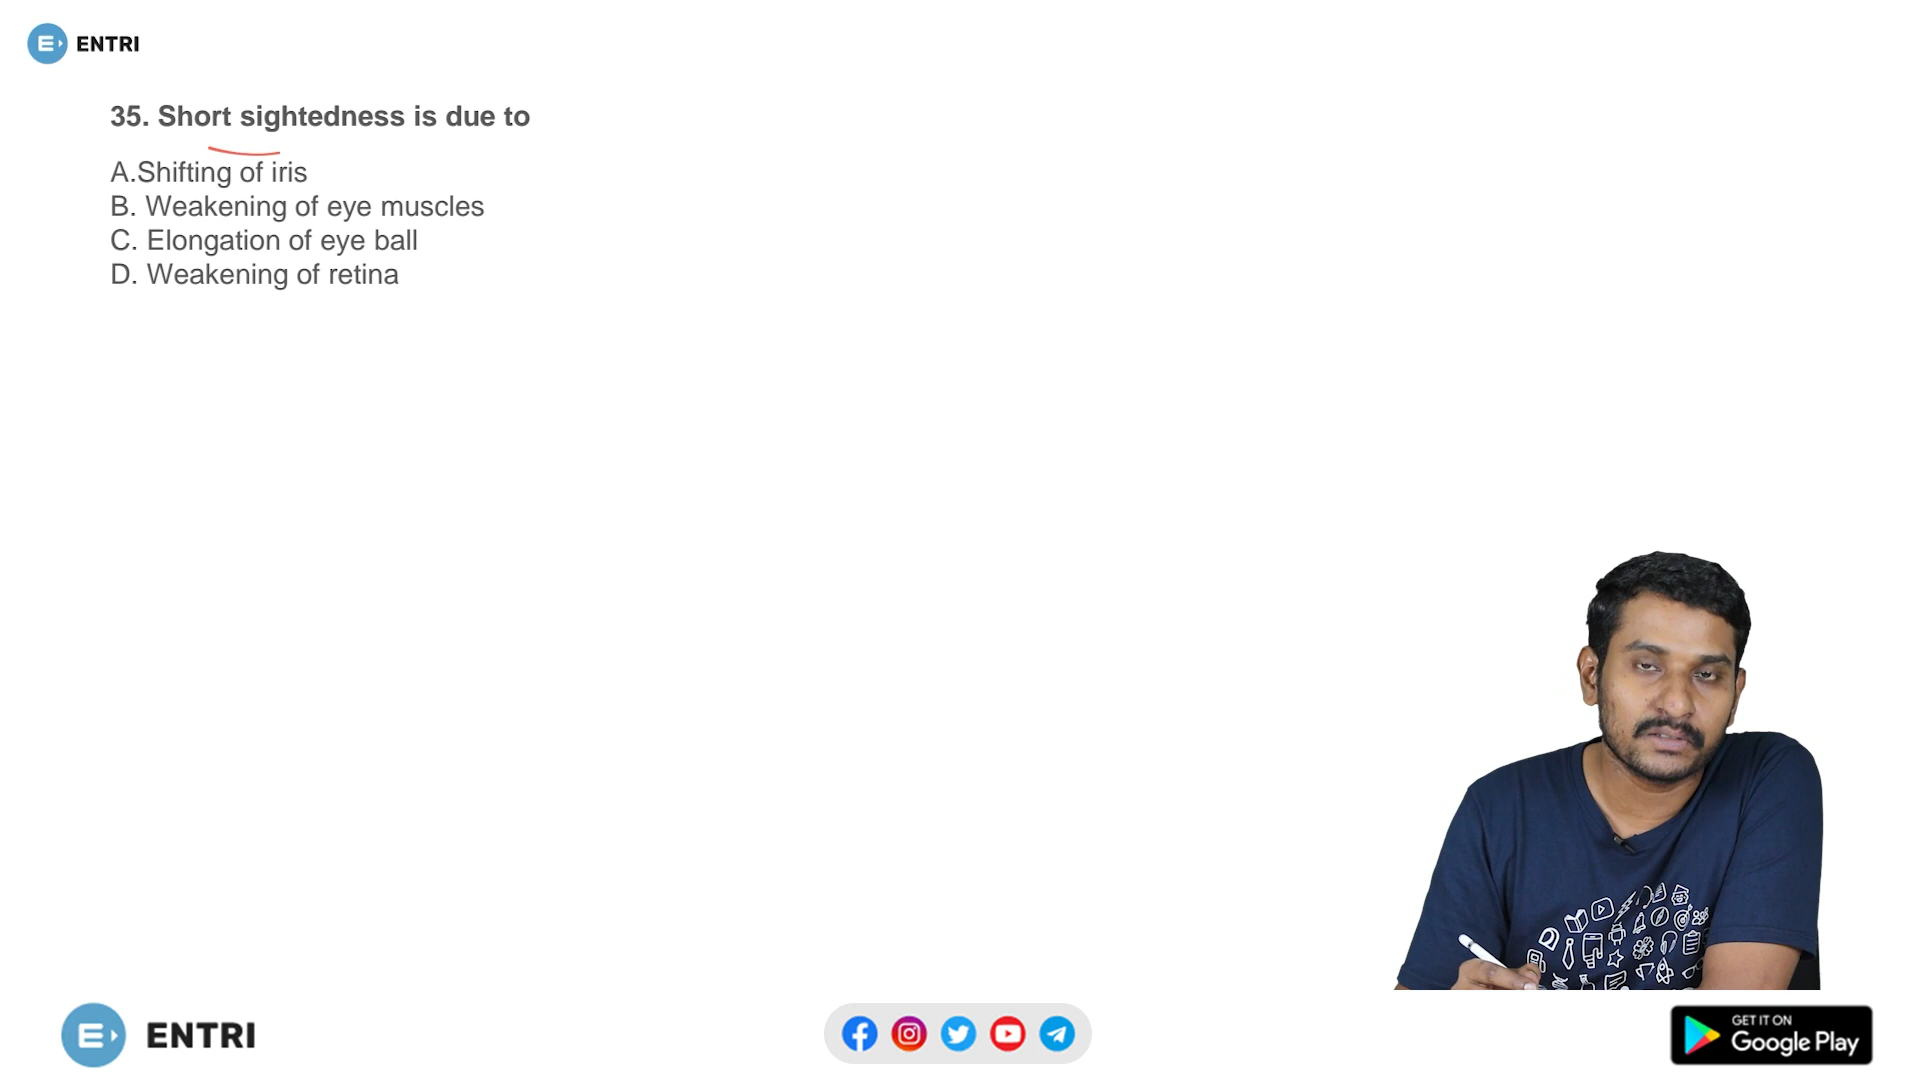 ENTRI
35. Short sightedness is due to
A.Shifting of iris
B. Weakening of eye muscles
C. Elongation of eye ball
D. Weakening of retina
ENTRI
GET IT ON
Google Play